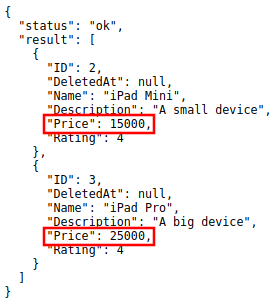 {
  "status": "ok",
  "result": [
    {
      "ID": 2,
      "DeletedAt": null,
      "Name": "iPad Mini",
      "Description": "A small device",
      "Price": 15000,
      "Rating": 4
    },
    {
      "ID": 3,
      "DeletedAt": null,
      "Name": "iPad Pro",
      "Description": "A big device",
      "Price": 25000,
      "Rating": 4
    }
  ]
}